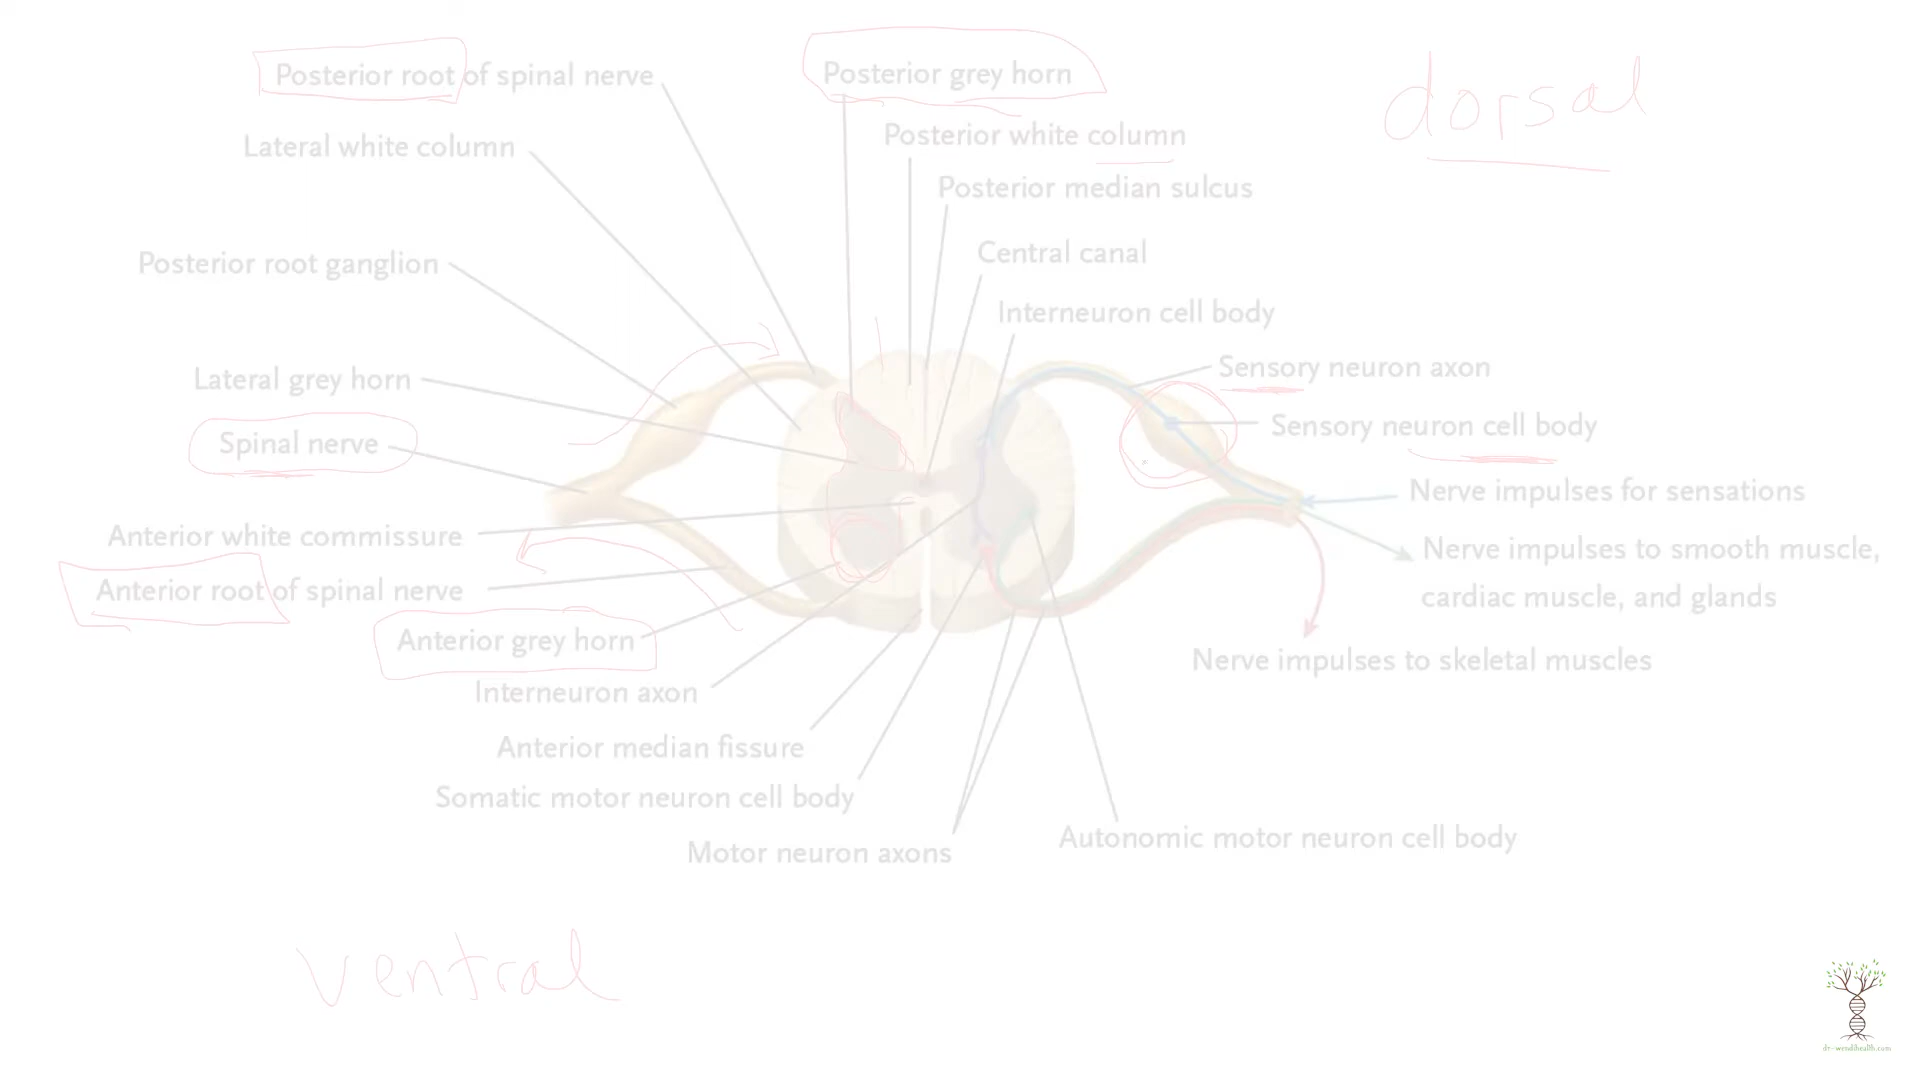 Posterior root of spinal nerve
Posterior grey horn
dorsal
Lateral white column
Posterior white column
Posterior median sulcus
Posterior root ganglion
Central canal
Interneuron cell body
Lateral grey horn
Sensory neuron axon
Spinal nerve
Sensory neuron cell body
Nerve impulses for sensations
Anterior white commissure
Nerve impulses to smooth muscle,
cardiac muscle, and glands
Anterior root of spinal nerve
Anterior grey horn
Nerve impulses to skeletal muscles
Interneuron axon
Anterior median fissure
Somatic motor neuron cell body
Motor neuron axons
Autonomic motor neuron cell body
ventral
dr-wendihealth.com